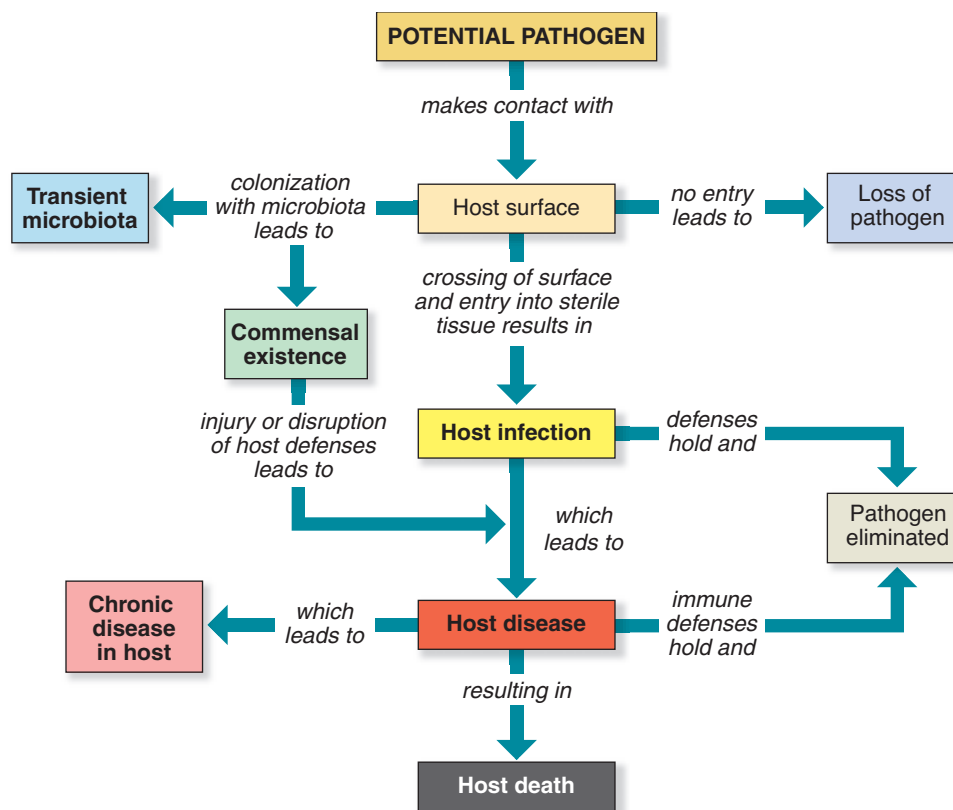 POTENTIAL PATHOGEN
makes contact with
Transient
microbiota
colonization
with microbiota
leads to
Host surface
no entry
leads to
Loss of
pathogen
crossing of surface
and entry into sterile
tissue results in
Commensal
existence
injury or disruption
of host defenses
leads to
Host infection
defenses
hold and
which
leads to
Pathogen
eliminated
Chronic
disease
in host
which
leads to
Host disease
immune
defenses
hold and
resulting in
Host death